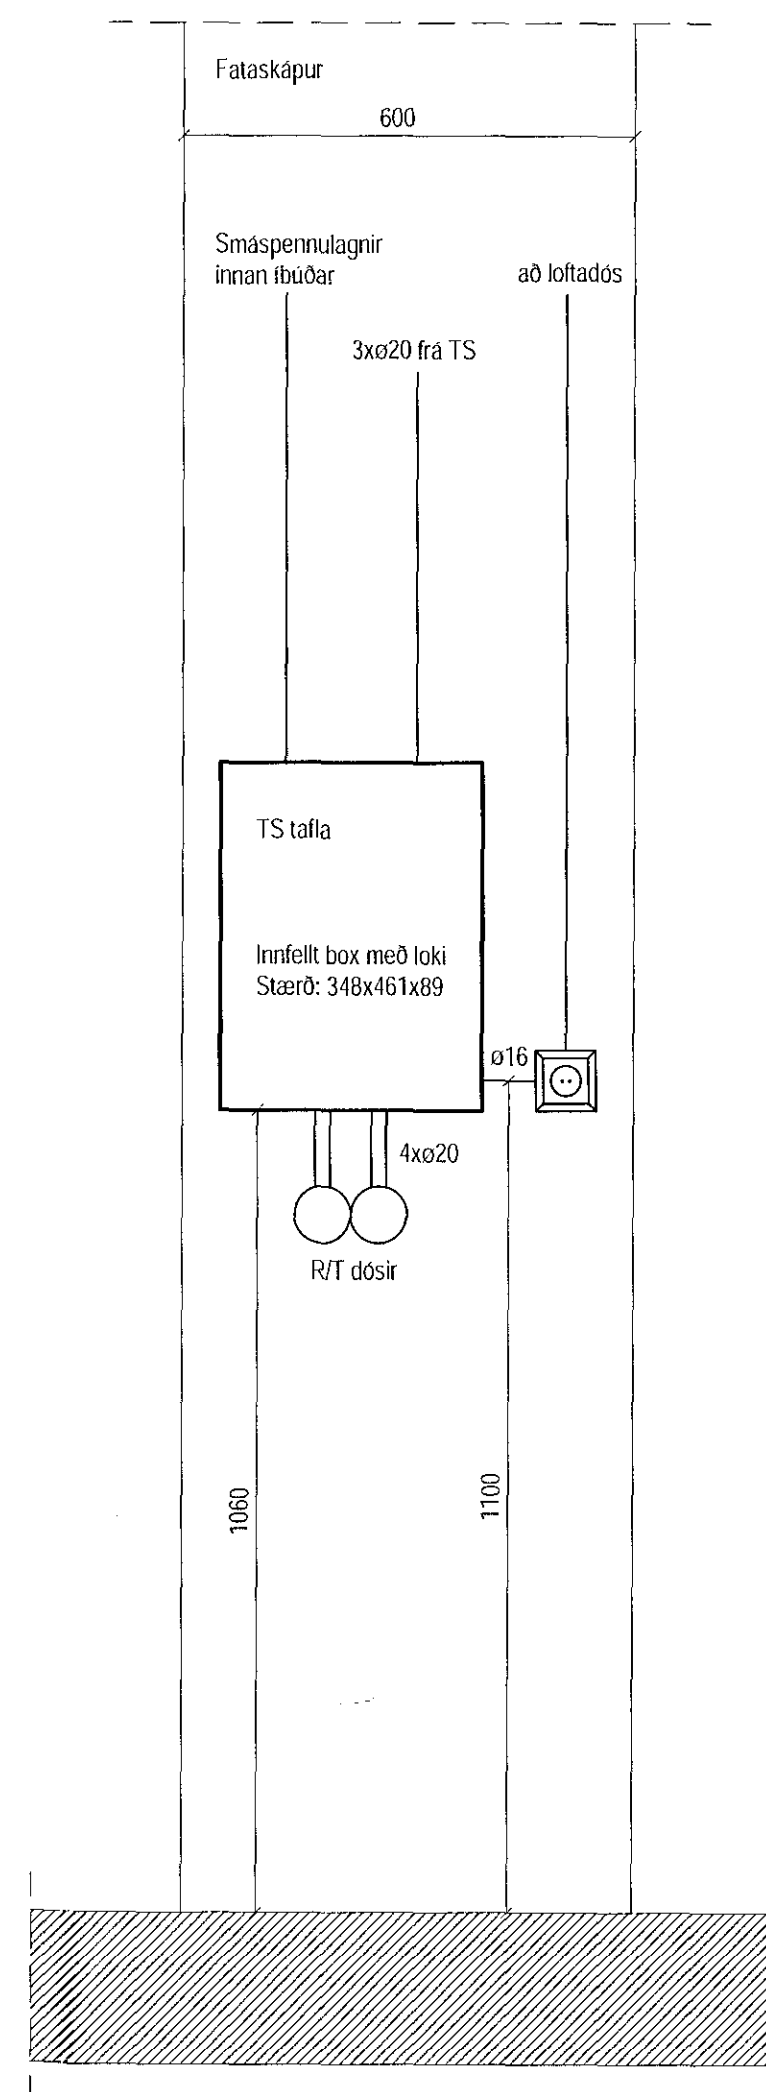 Fataskápur
600
Smáspennulagnir
innan íbúðar
að loftadós
3xø20 frá TS
TS tafla
Innfellt box með loki
Stærð: 348x461x89
ø16
4xø20
R/T dósir
1060
1100